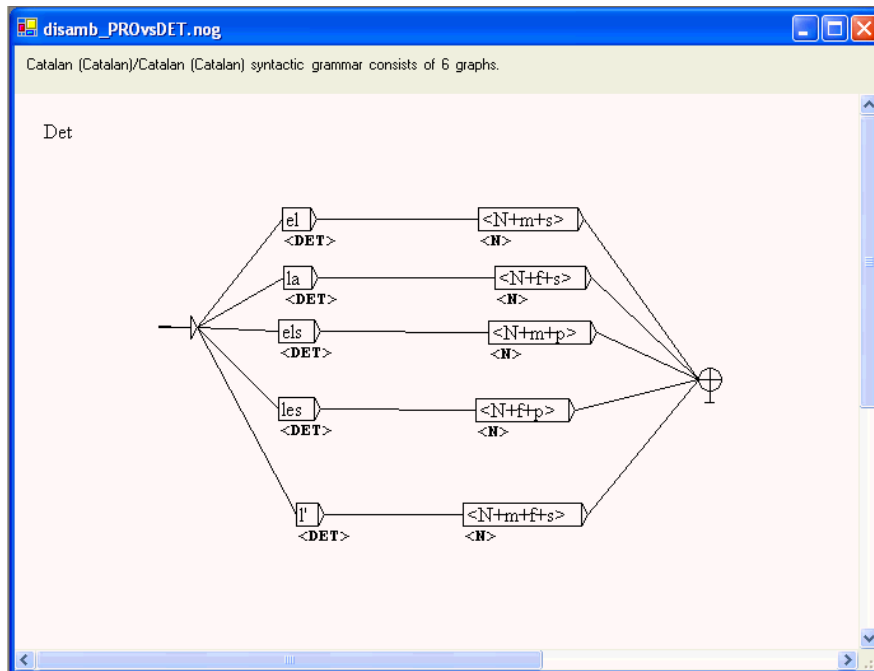 disamb_PROvsDET.nog
Catalan (Catalan)/Catalan (Catalan) syntactic grammar consists of 6 graphs.
Det
el <N+m+s>
<DET> <N>
la <N+f+s>
<DET> <N>
els <N+m+p>
<DET> <N>
les <N+f+p>
<DET> <N>
l' <N+m+f+s>
<DET> <N>